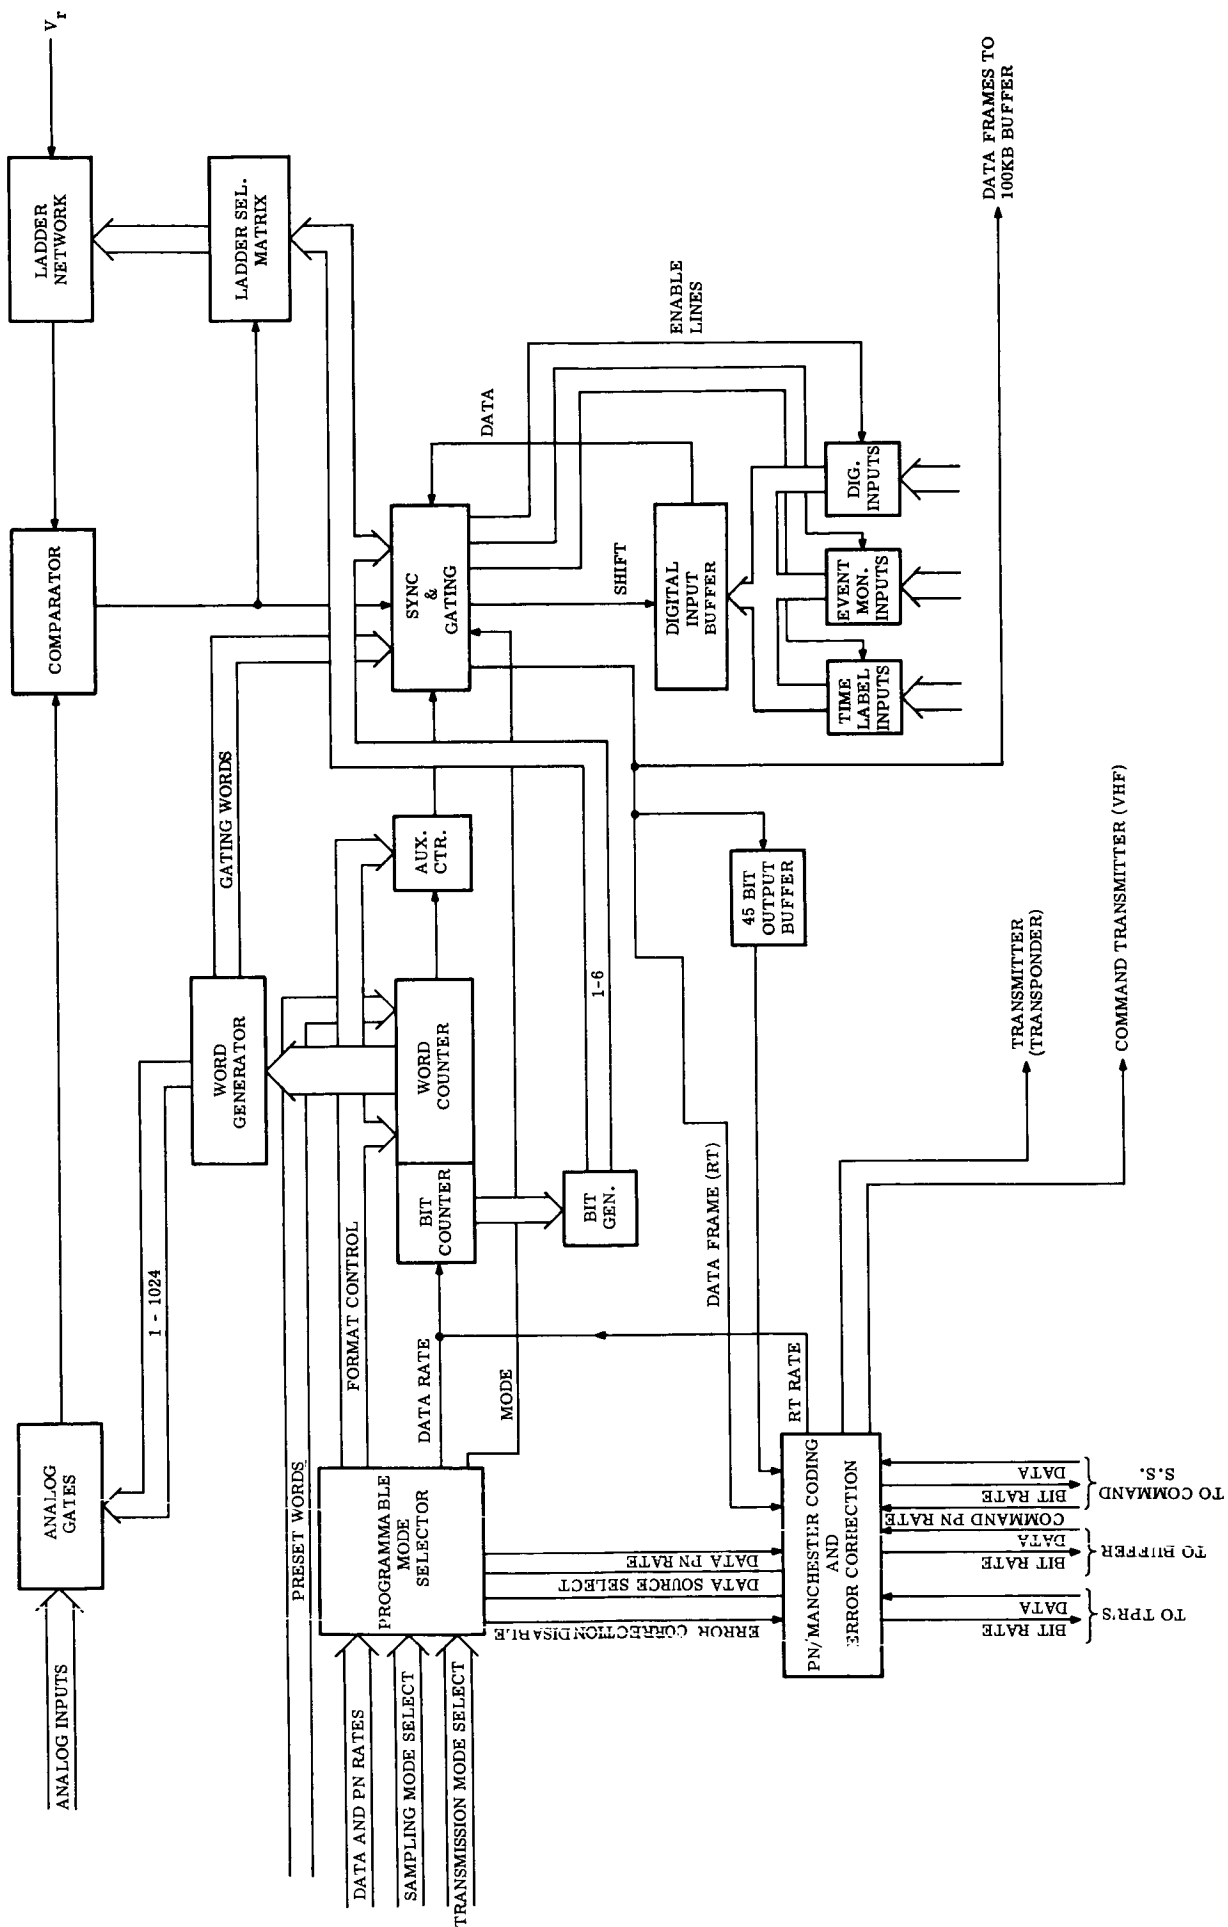 ANALOG INPUTS
ANALOG
GATES
1 - 1024
COMPARATOR
LADDER
NETWORK
Vr
WORD
GENERATOR
GATING WORDS
LADDER SEL.
MATRIX
PRESET WORDS
DATA AND PN RATES
SAMPLING MODE SELECT
TRANSMISSION MODE SELECT
PROGRAMMABLE
MODE
SELECTOR
FORMAT CONTROL
DATA RATE
MODE
BIT
COUNTER
WORD
COUNTER
AUX.
CTR.
SYNC
&
GATING
DATA
ENABLE
LINES
BIT
GEN.
1-6
SHIFT
DIGITAL
INPUT
BUFFER
TIME
LABEL
INPUTS
EVENT
MON.
INPUTS
DIG.
INPUTS
ERROR CORRECTION DISABLE
DATA SOURCE SELECT
DATA PN RATE
RT RATE
DATA FRAME (RT)
45 BIT
OUTPUT
BUFFER
PN/MANCHESTER CODING
AND
ERROR CORRECTION
DATA FRAMES TO
100KB BUFFER
TRANSMITTER
(TRANSPONDER)
COMMAND TRANSMITTER (VHF)
BIT RATE
DATA
TO TPR'S
BIT RATE
DATA
TO BUFFER
COMMAND PN RATE
BIT RATE
DATA
TO COMMAND
S.S.